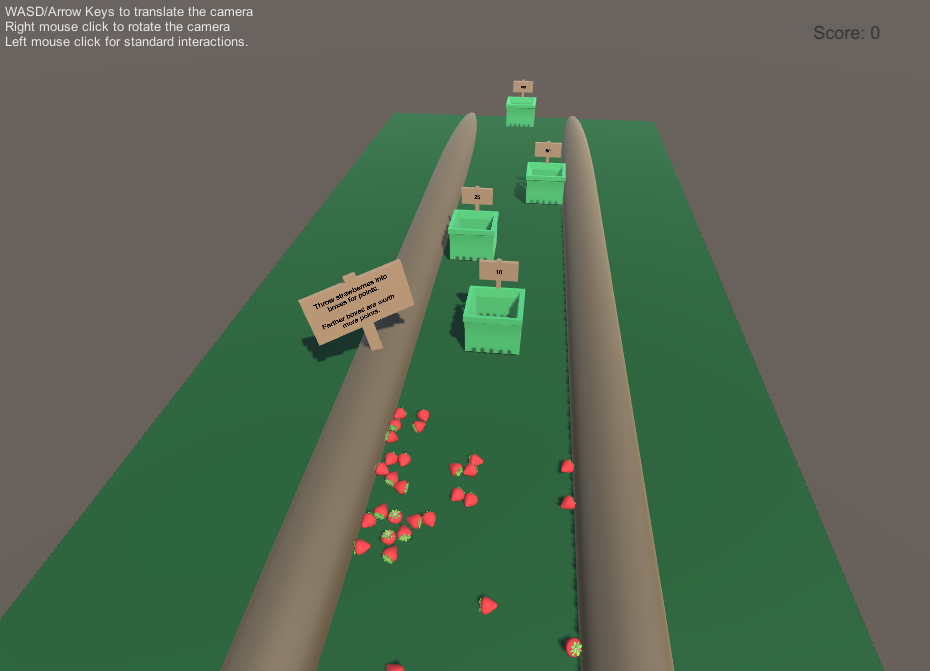 WASD/Arrow Keys to translate the camera
Right mouse click to rotate the camera
Left mouse click for standard interactions.
Score: 0
25
10
Throw strawberries into
boxes for points.
Farther boxes are worth
more points.